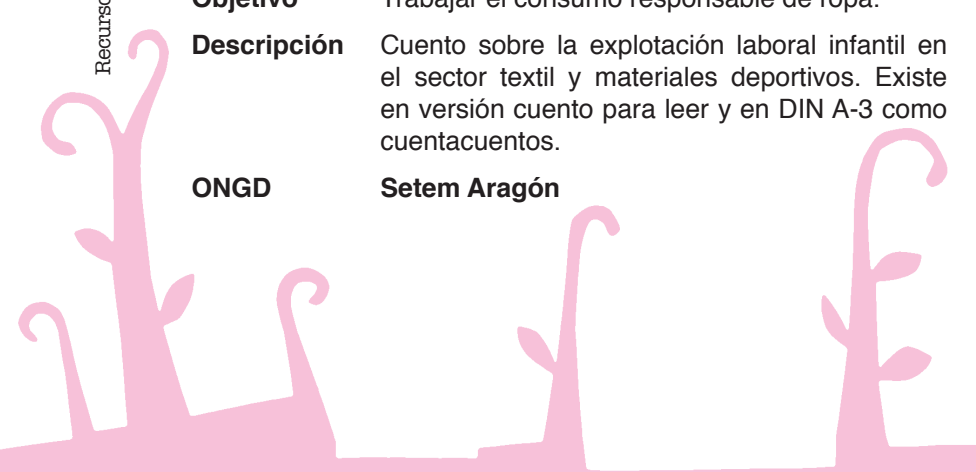 Objetivo Trabajar el consumo responsable de ropa.
Descripción Cuento sobre la explotación laboral infantil en
el sector textil y materiales deportivos. Existe
en versión cuento para leer y en DIN A-3 como
cuentacuentos.
ONGD Setem Aragón